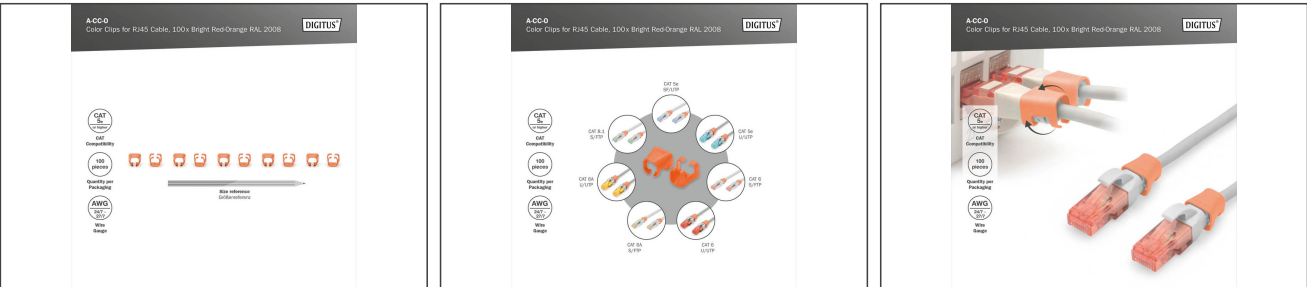 A-CC-O
Color Clips for RJ45 Cable, 100x Bright Red-Orange RAL 2008
DIGITUS®
CAT
5e
or higher
CAT
Compatibility
100
pieces
Quantity per
Packaging
AWG
24/7 -
27/7
Wire
Gauge
Size reference
Größenreferenz
A-CC-O
Color Clips for RJ45 Cable, 100x Bright Red-Orange RAL 2008
DIGITUS®
CAT
5e
or higher
CAT
Compatibility
100
pieces
Quantity per
Packaging
AWG
24/7 -
27/7
Wire
Gauge
CAT 5e
SF/UTP
CAT 8.1
S/FTP
CAT 5e
U/UTP
CAT 6A
U/UTP
CAT 6
S/FTP
CAT 6A
S/FTP
CAT 6
U/UTP
A-CC-O
Color Clips for RJ45 Cable, 100x Bright Red-Orange RAL 2008
DIGITUS®
CAT
5e
or higher
CAT
Compatibility
100
pieces
Quantity per
Packaging
AWG
24/7 -
27/7
Wire
Gauge